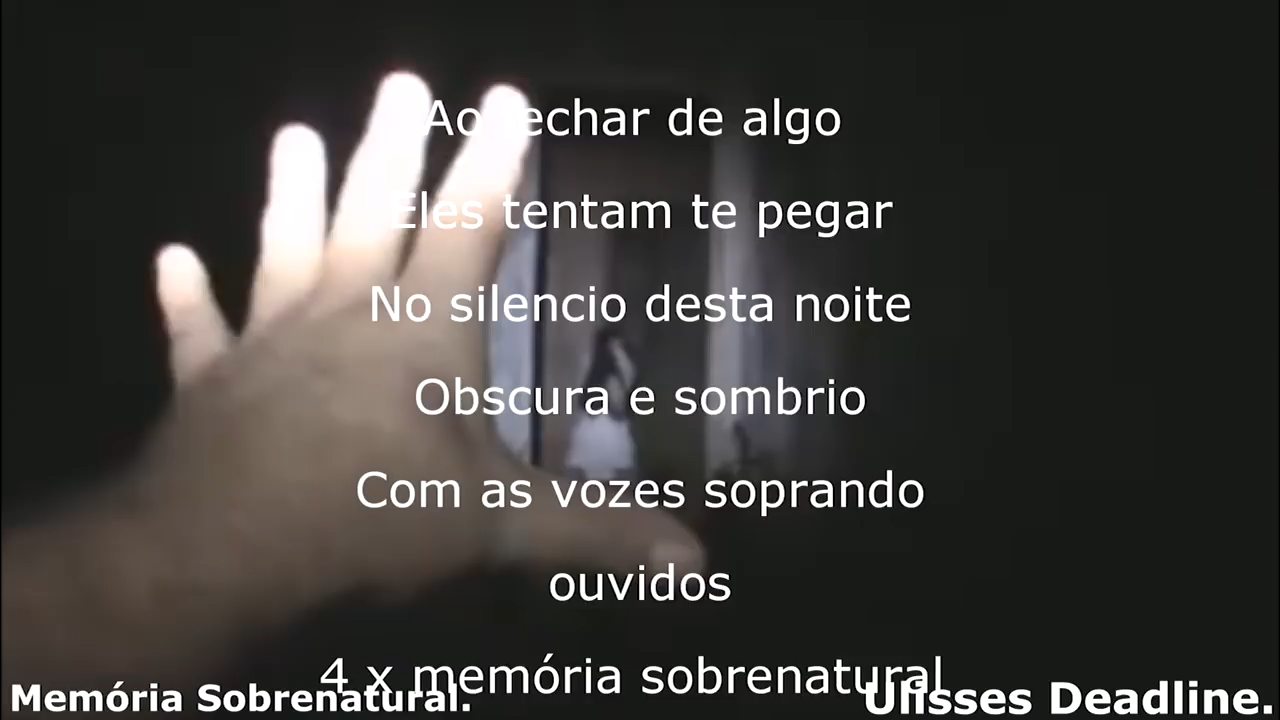 Ao fechar de algo
Eles tentam te pegar
No silencio desta noite
Obscura e sombrio
Com as vozes soprando
ouvidos
4 x memória sobrenatural
Memória Sobrenatural.
Ulisses Deadline.